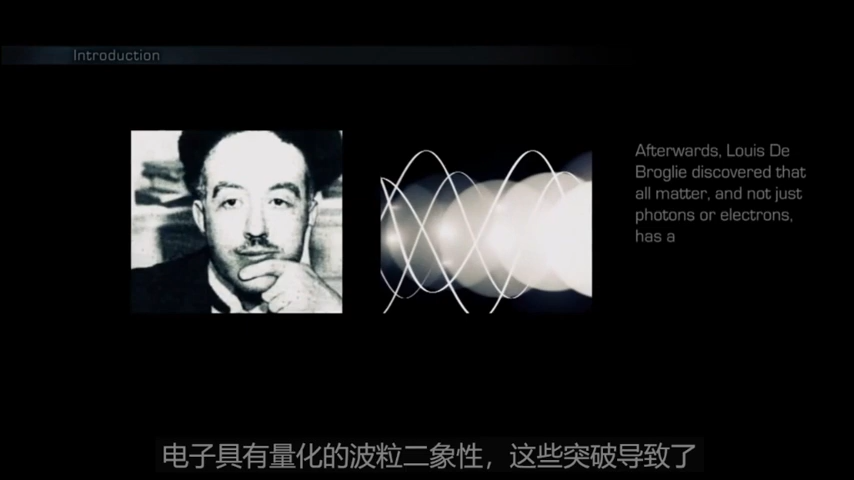 Introduction
Afterwards, Louis De
Broglie discovered that
all matter, and not just
photons or electrons,
has a
电子具有量化的波粒二象性，这些突破导致了